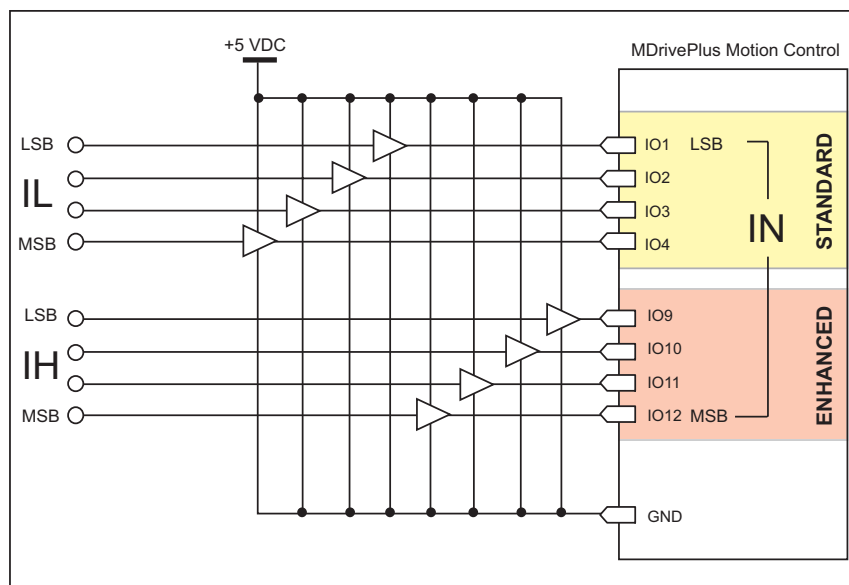 +5 VDC
MDrivePlus Motion Control
LSB
IL
MSB
LSB
IH
MSB
IO1 LSB
IO2
IO3
IO4
IN
STANDARD
IO9
IO10
IO11
IO12 MSB
ENHANCED
GND